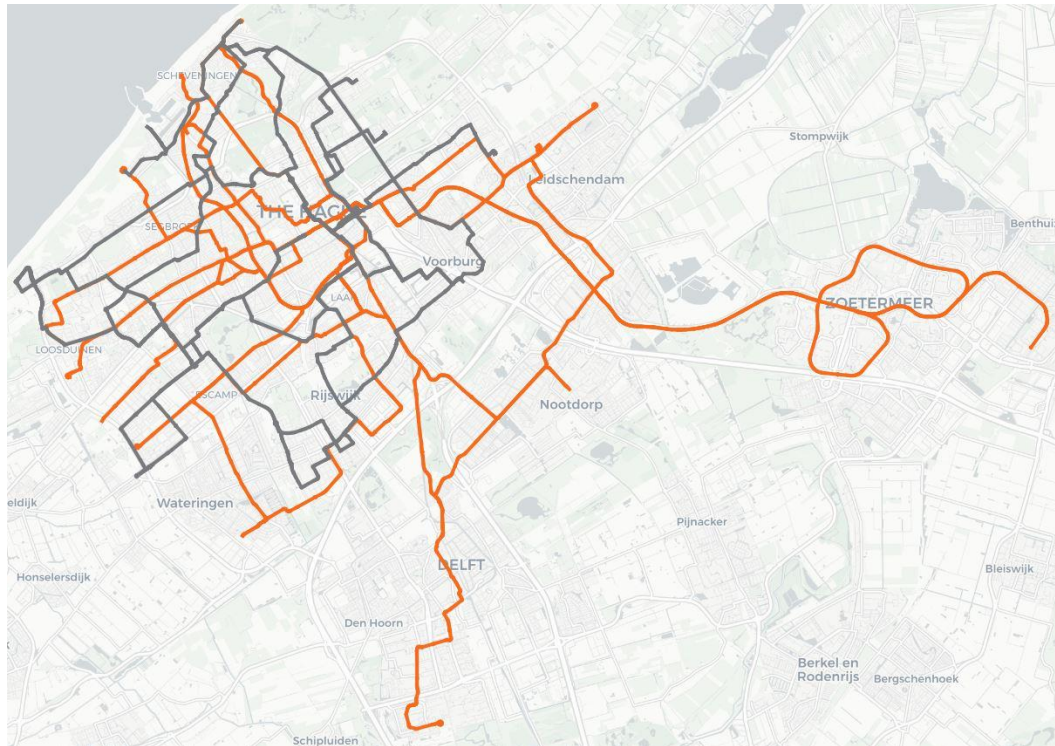 SCHEVENINGEN
Stompwijk
Leidschendam
THE HAGUE
SEGBROEK
Benthuiz
Voorburg
LAAK
ZOETERMEER
LOOSDUINEN
ESCAMP
Rijswijk
Nootdorp
Wateringen
eldijk
Pijnacker
DELFT
Bleiswijk
Honselersdijk
Den Hoorn
Berkel en
Rodenrijs
Bergschenhoek
k
Schipluiden